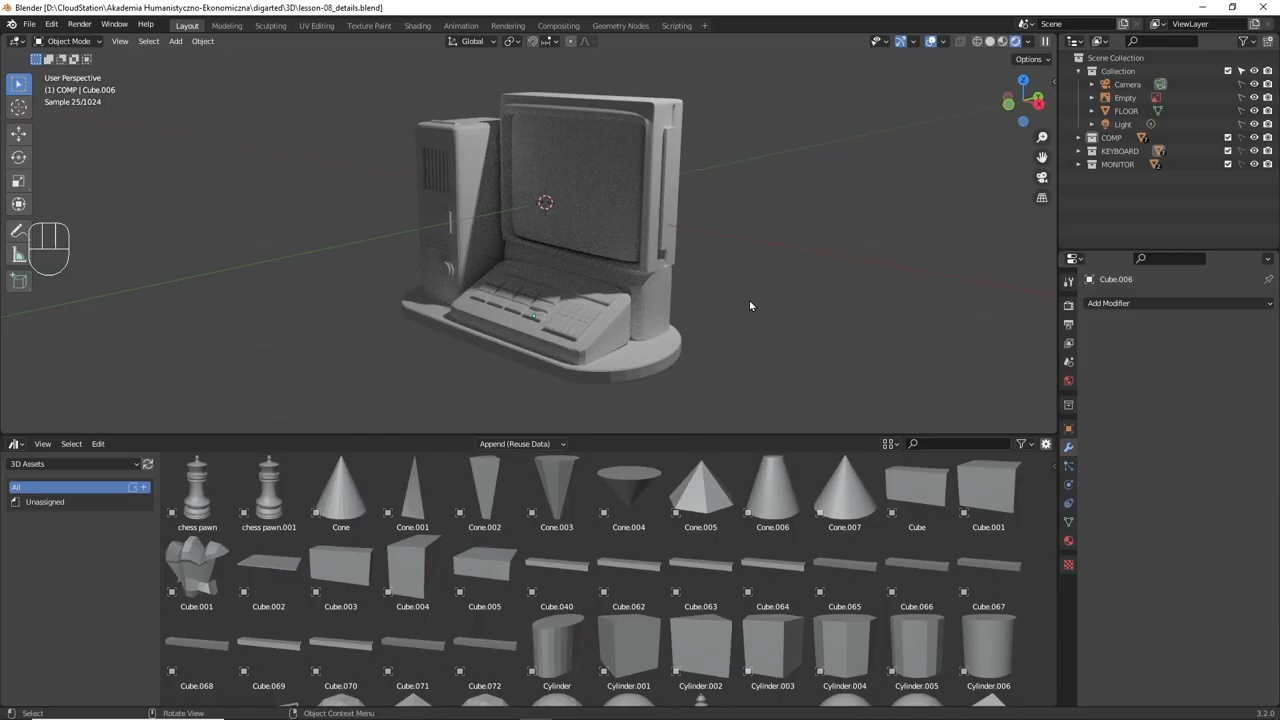 Blender [D:\CloudStation\Akademia Humanistyczno-Ekonomiczna\digarted\3D\lesson-08_details.blend]
File Edit Render Window Help Layout Modeling Sculpting UV Editing Texture Paint Shading Animation Rendering Compositing Geometry Nodes Scripting + Scene ViewLayer
Object Mode View Select Add Object Global
Options
User Perspective
(1) COMP | Cube.006
Sample 25/1024
Z
Y
X
Scene Collection
Collection
Camera
Empty
FLOOR
Light
COMP
KEYBOARD
MONITOR
Cube.006
Add Modifier
View Select Edit Append (Reuse Data)
3D Assets
All
Unassigned
chess pawn chess pawn.001 Cone Cone.001 Cone.002 Cone.003 Cone.004 Cone.005 Cone.006 Cone.007 Cube Cube.001
Cube.001 Cube.002 Cube.003 Cube.004 Cube.005 Cube.040 Cube.062 Cube.063 Cube.064 Cube.065 Cube.066 Cube.067
Cube.068 Cube.069 Cube.070 Cube.071 Cube.072 Cylinder Cylinder.001 Cylinder.002 Cylinder.003 Cylinder.004 Cylinder.005 Cylinder.006
Select Rotate View Object Context Menu 3.2.0